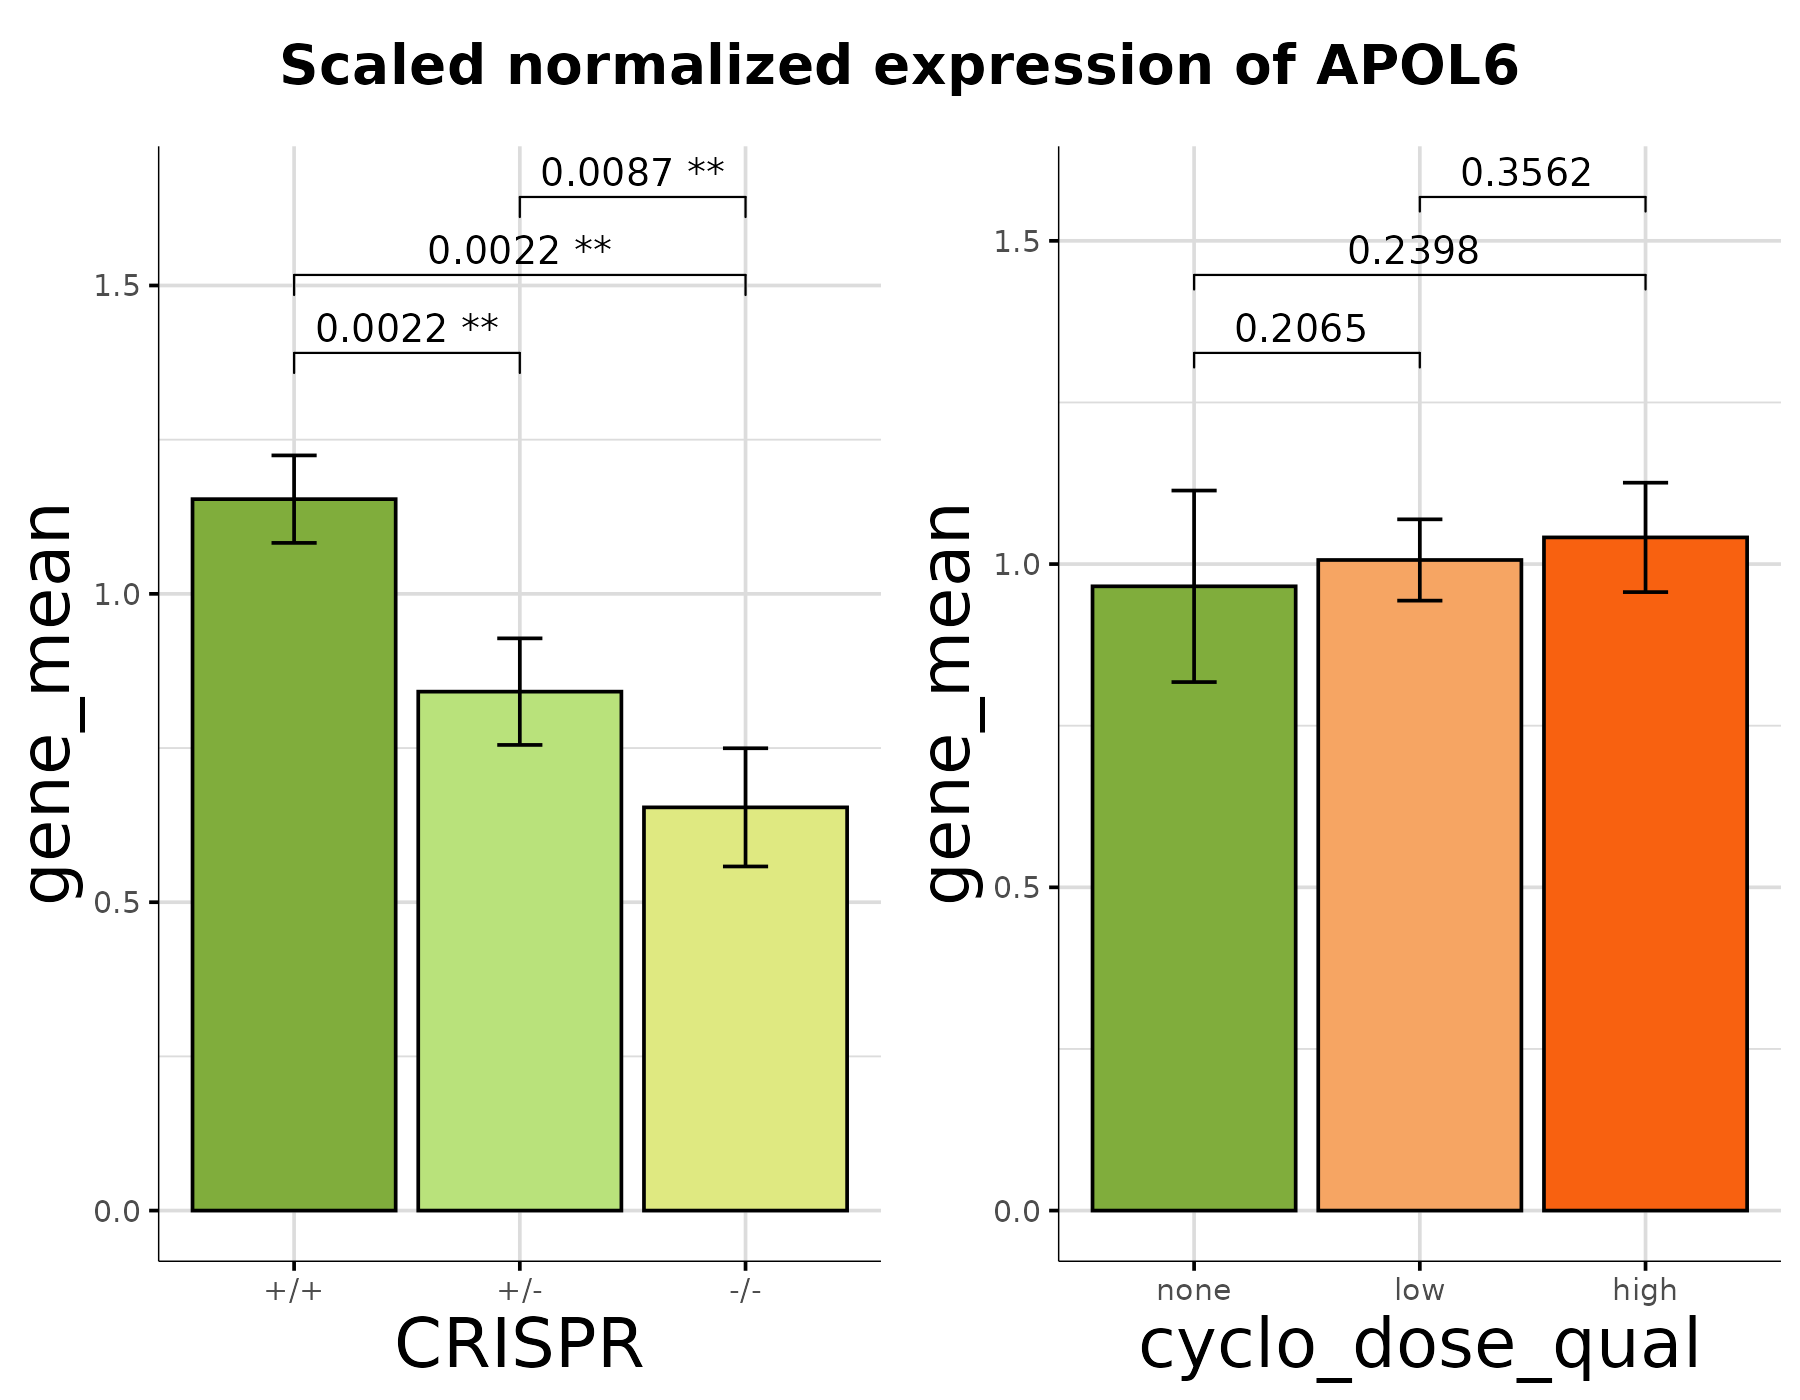 Scaled normalized expression of APOL6
0.0087 **
0.0022 **
0.0022 **
1.5
1.0
0.5
0.0
gene_mean
+/+ +/- -/-
CRISPR
0.3562
0.2398
0.2065
1.5
1.0
0.5
0.0
gene_mean
none low high
cyclo_dose_qual